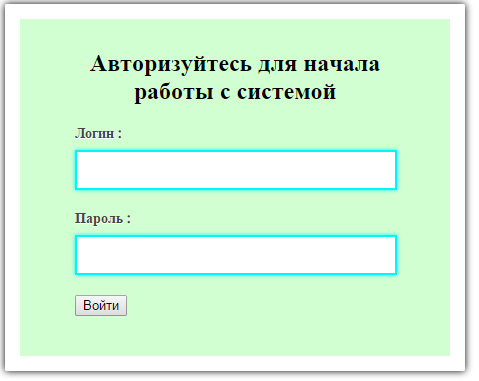 Авторизуйтесь для начала
работы с системой
Логин :
Пароль :
Войти